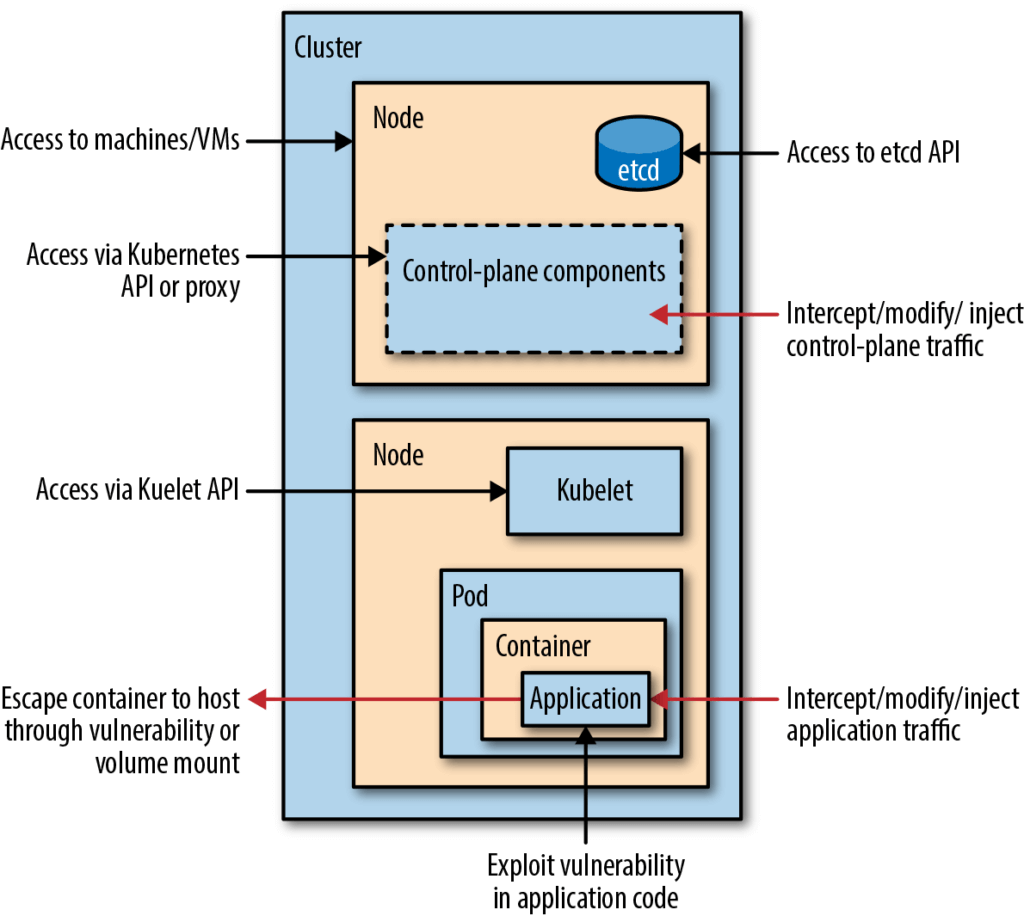 Cluster
Node
Access to machines/VMs
etcd
Access to etcd API
Access via Kubernetes
API or proxy
Control-plane components
Intercept/modify/ inject
control-plane traffic
Node
Access via Kuelet API
Kubelet
Pod
Container
Escape container to host
through vulnerability or
volume mount
Application
Intercept/modify/inject
application traffic
Exploit vulnerability
in application code